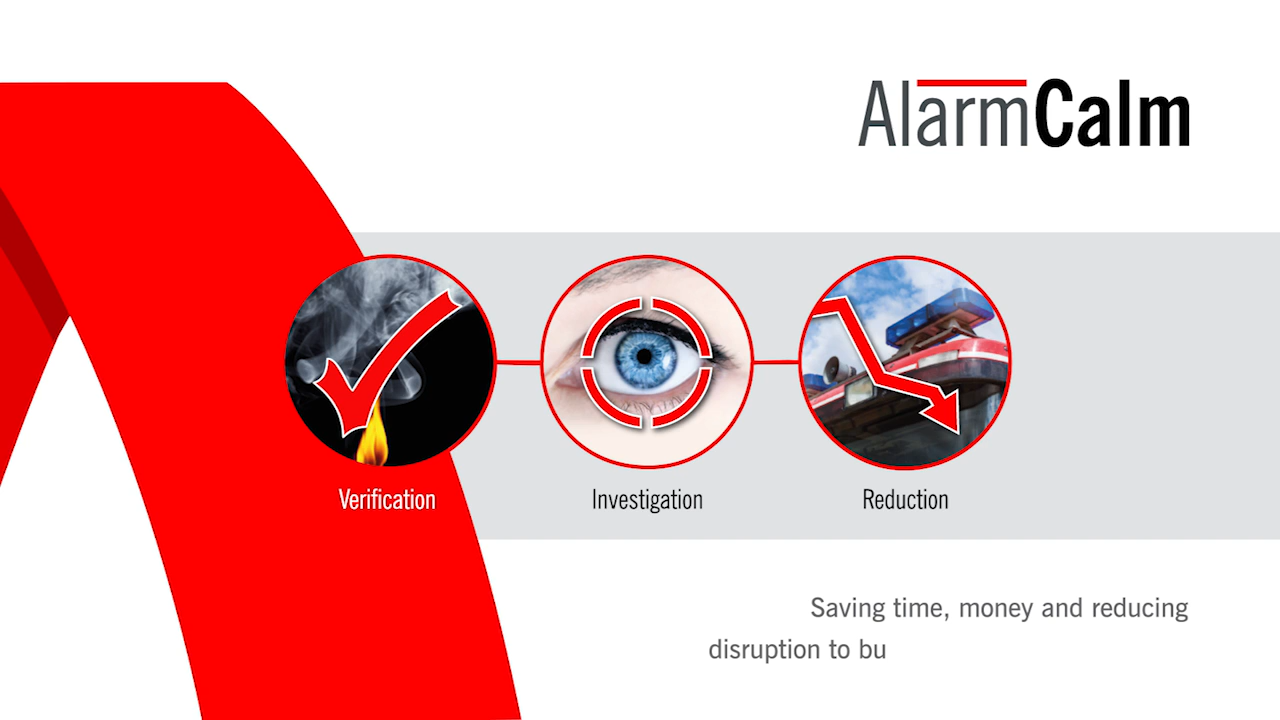 AlarmCalm
Verification
Investigation
Reduction
Saving time, money and reducing
disruption to bu